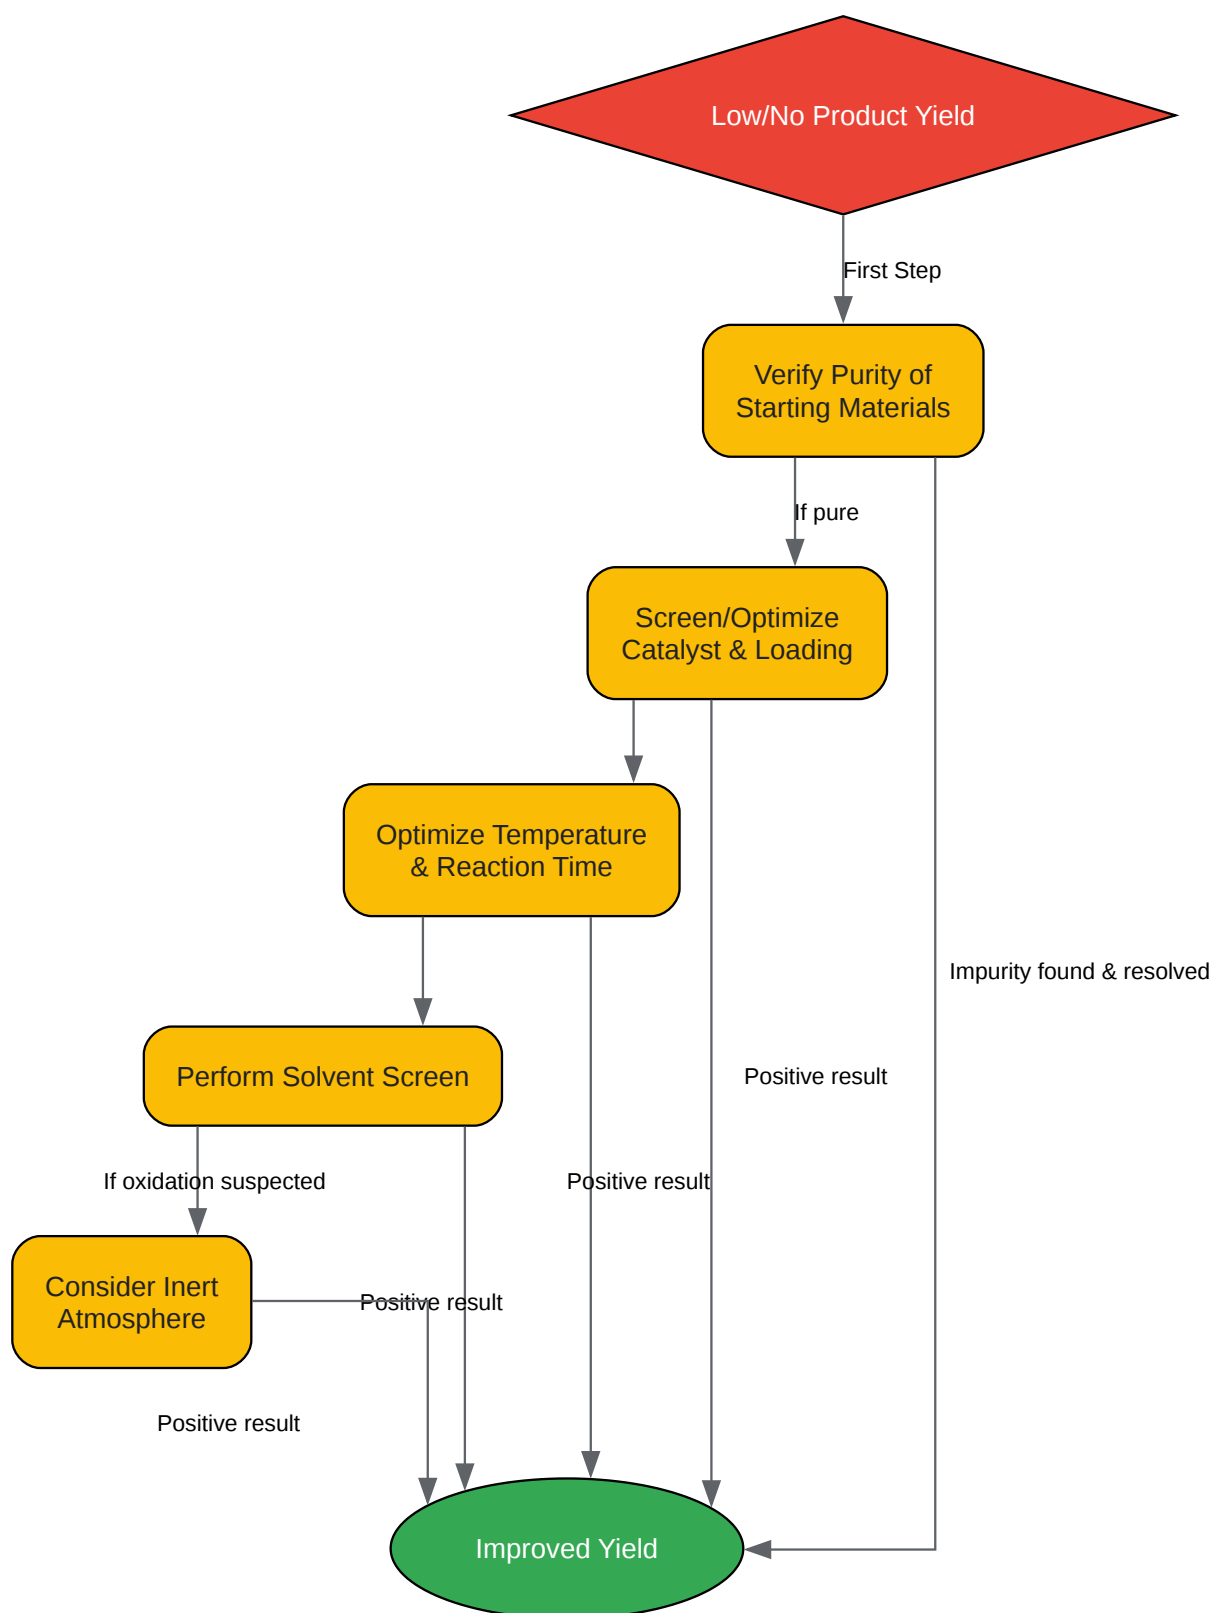 Low/No Product Yield
First Step
Verify Purity of
Starting Materials
If pure
Screen/Optimize
Catalyst & Loading
Optimize Temperature
& Reaction Time
Impurity found & resolved
Perform Solvent Screen
Positive result
If oxidation suspected
Positive result
Consider Inert
Atmosphere
Positive result
Positive result
Improved Yield